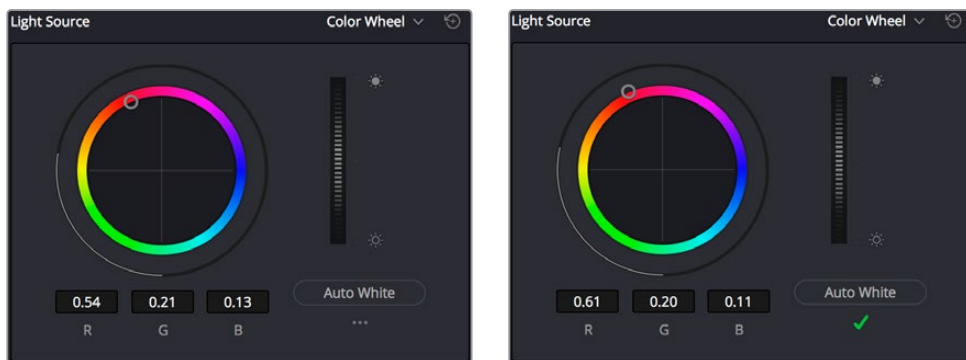 Light Source Color Wheel
0.54 0.21 0.13
R G B
Auto White
Light Source Color Wheel
0.61 0.20 0.11
R G B
Auto White